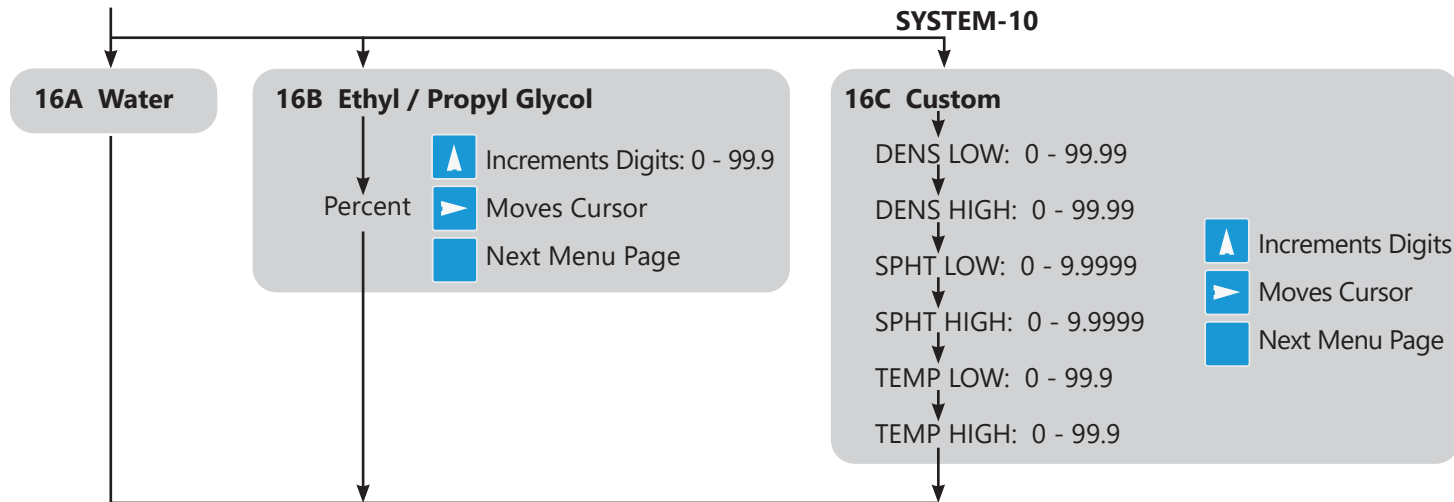 SYSTEM-10
16A Water
16B Ethyl / Propyl Glycol
Increments Digits: 0 - 99.9
Percent
Moves Cursor
Next Menu Page
16C Custom
DENS LOW: 0 - 99.99
DENS HIGH: 0 - 99.99
SPHT LOW: 0 - 9.9999
SPHT HIGH: 0 - 9.9999
TEMP LOW: 0 - 99.9
TEMP HIGH: 0 - 99.9
Increments Digits
Moves Cursor
Next Menu Page